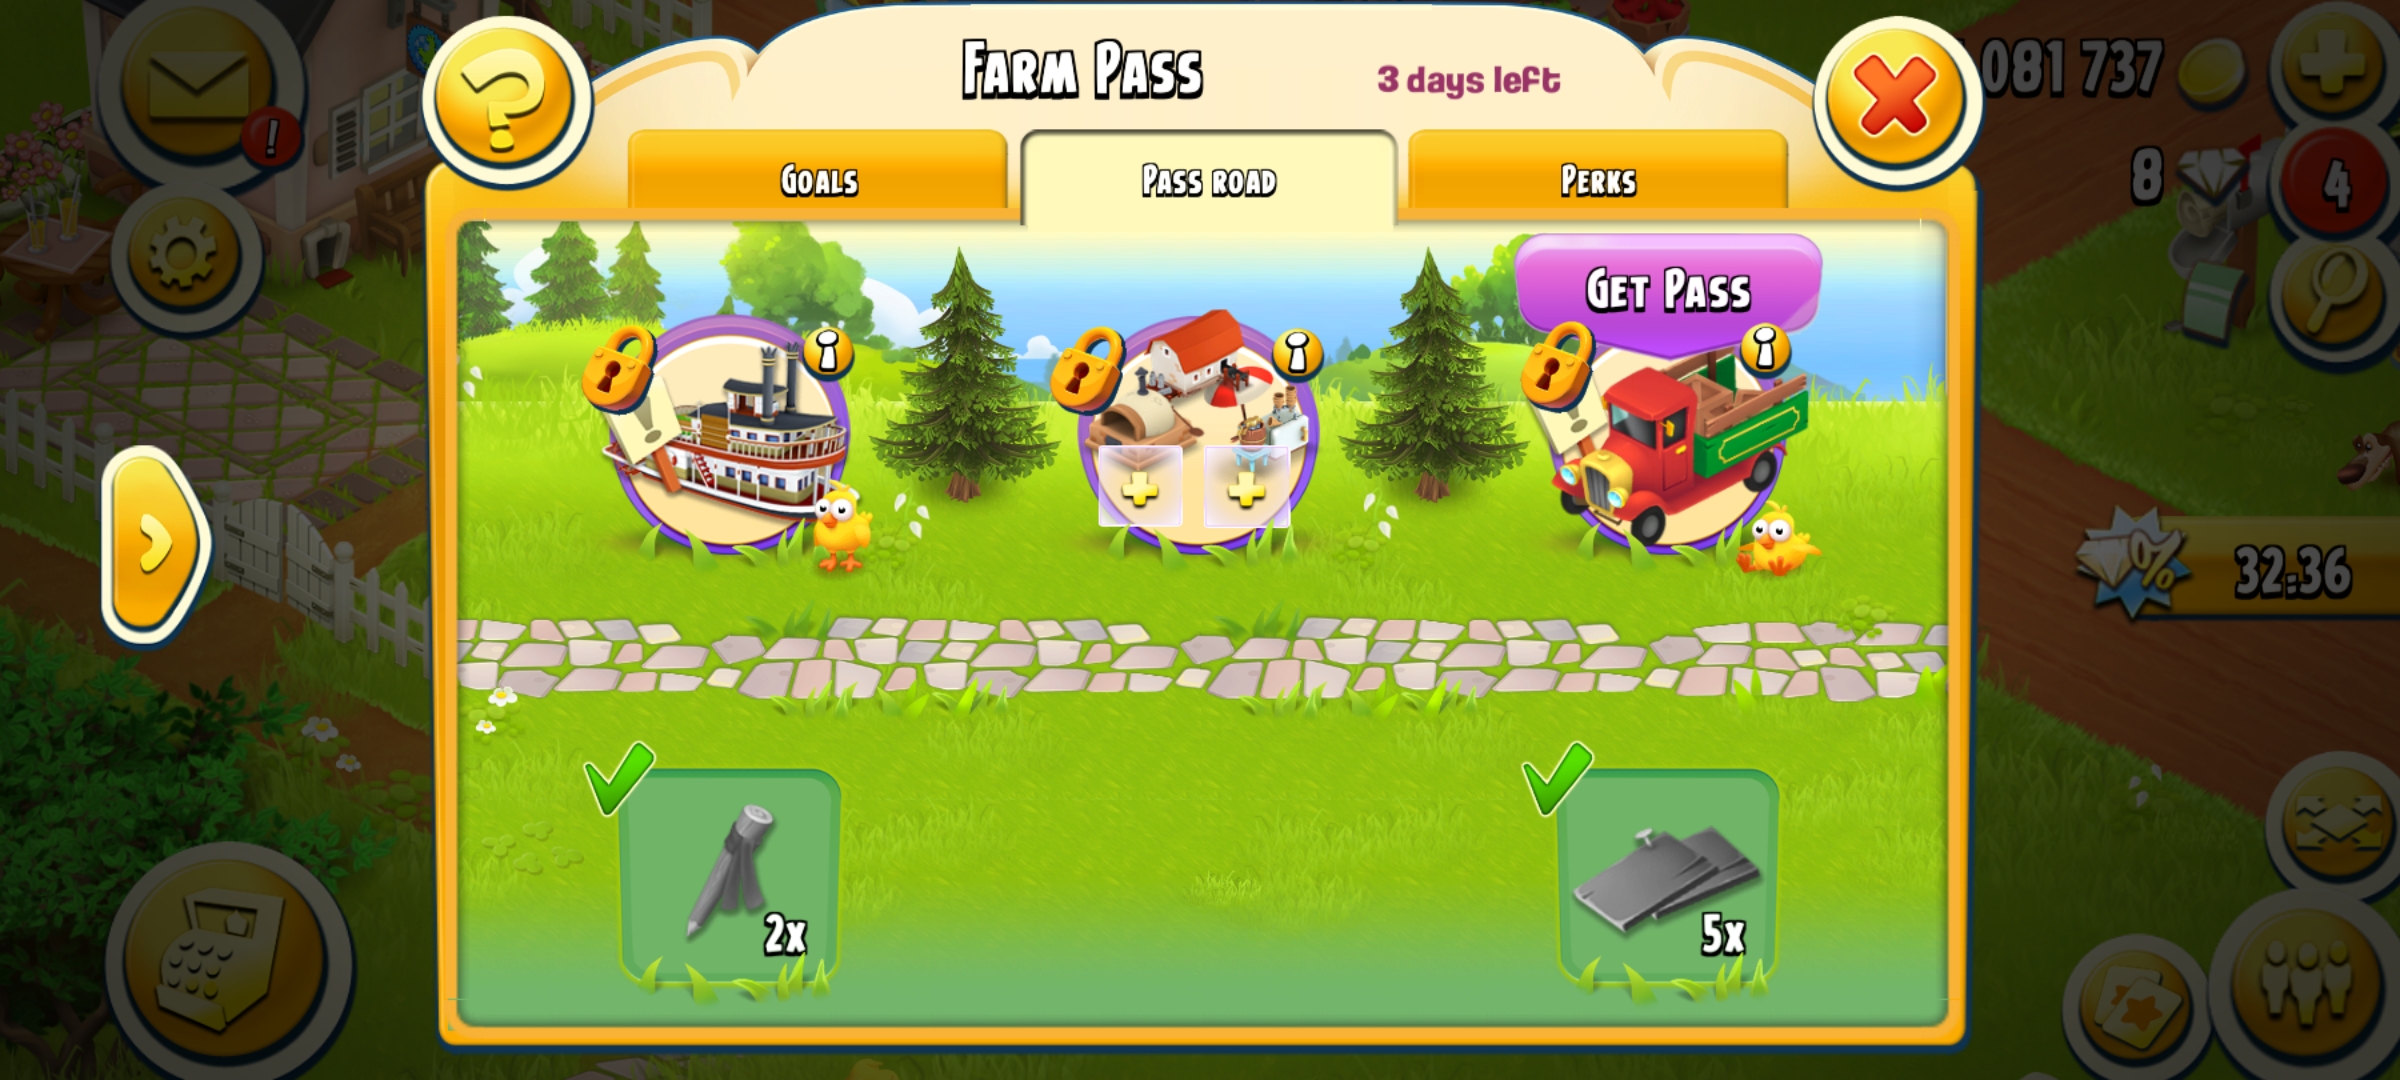 FARM PASS
3 days left
081 737
GOALS
PASS ROAD
PERKS
8
4
GET PASS
%
32:36
2x
5x